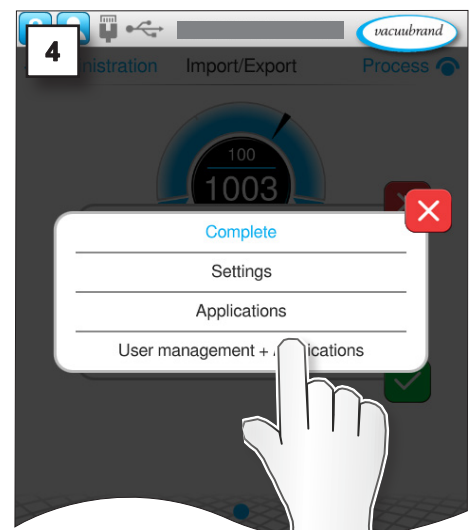 4
vacuubrand
nistration Import/Export Process
100
1003
Complete
Settings
Applications
User management + ications